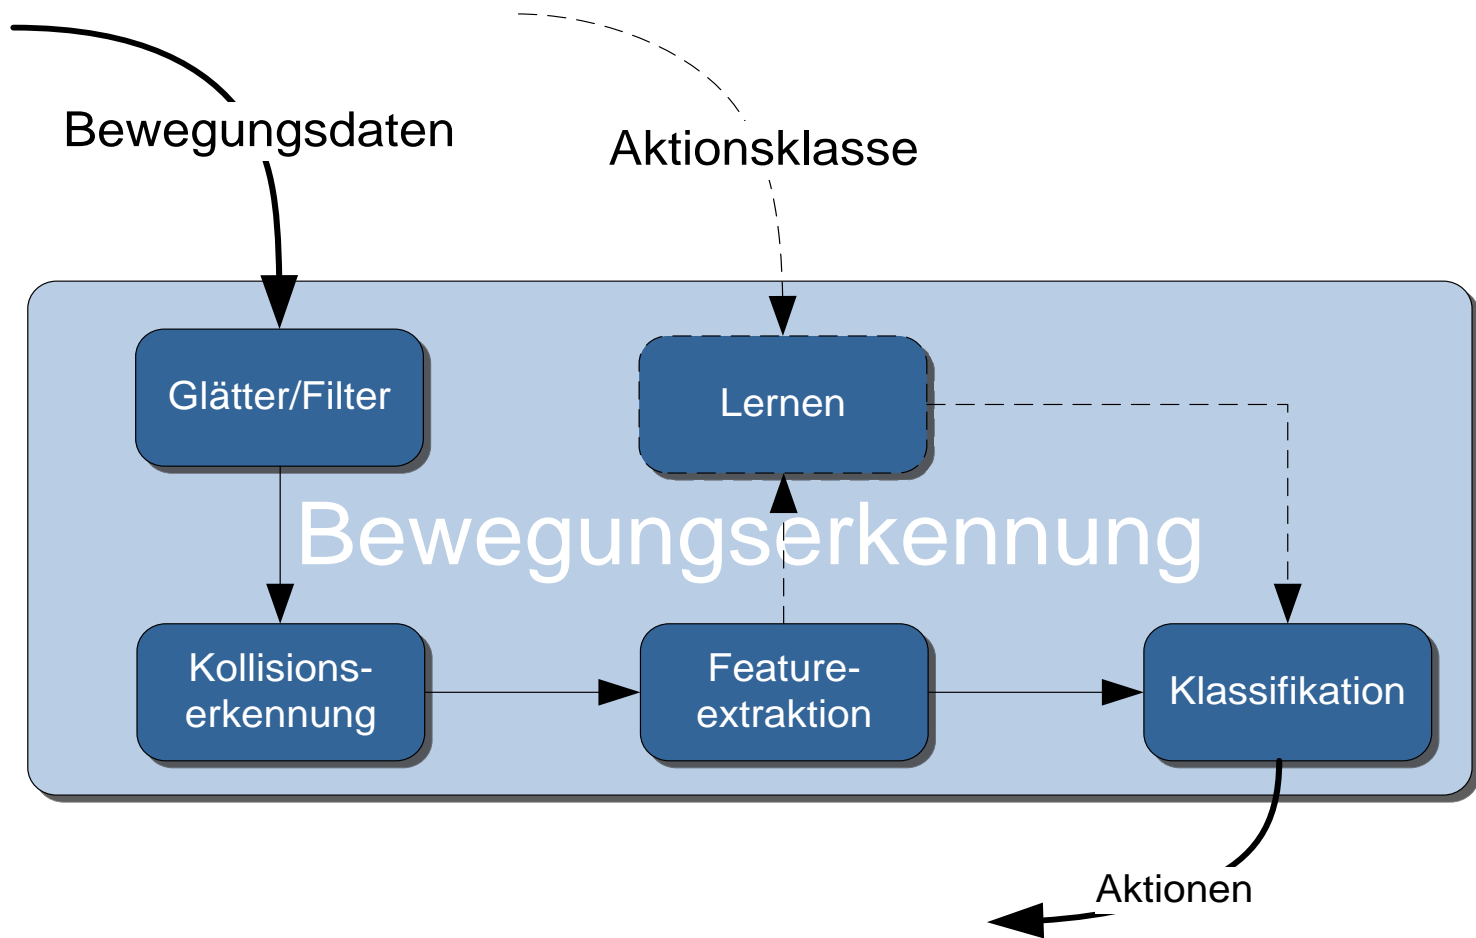 Bewegungsdaten
Aktionsklasse
Glätter/Filter
Lernen
Bewegungserkennung
Kollisions-
erkennung
Feature-
extraktion
Klassifikation
Aktionen